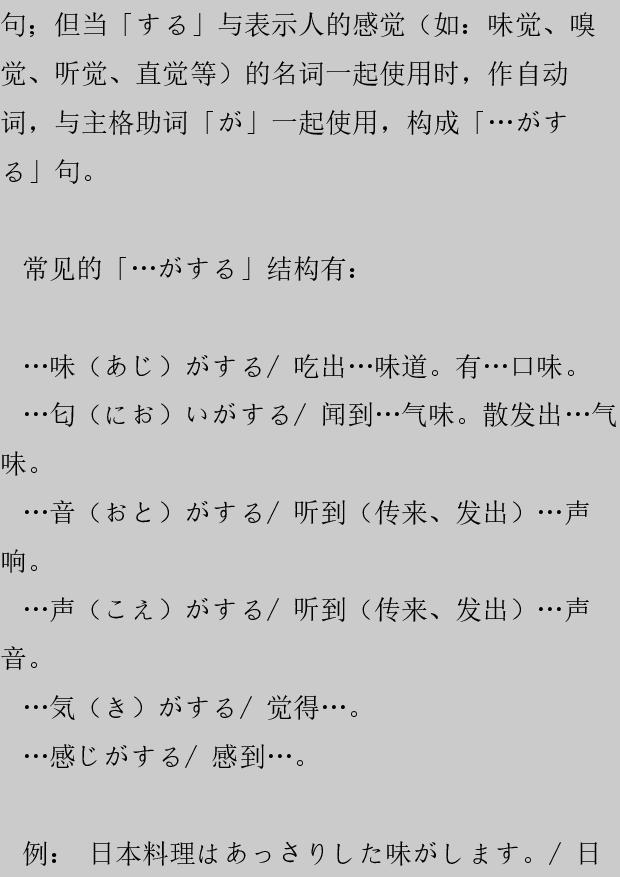 句；但当「する」与表示人的感觉（如：味觉、嗅
觉、听觉、直觉等）的名词一起使用时，作自动
词，与主格助词「が」一起使用，构成「…がす
る」句。
常见的「…がする」结构有：
…味（あじ）がする/ 吃出…味道。有…口味。
…匂（にお）いがする/ 闻到…气味。散发出…气
味。
…音（おと）がする/ 听到（传来、发出）…声
响。
…声（こえ）がする/ 听到（传来、发出）…声
音。
…気（き）がする/ 觉得…。
…感じがする/ 感到…。
例： 日本料理はあっさりした味がします。/ 日